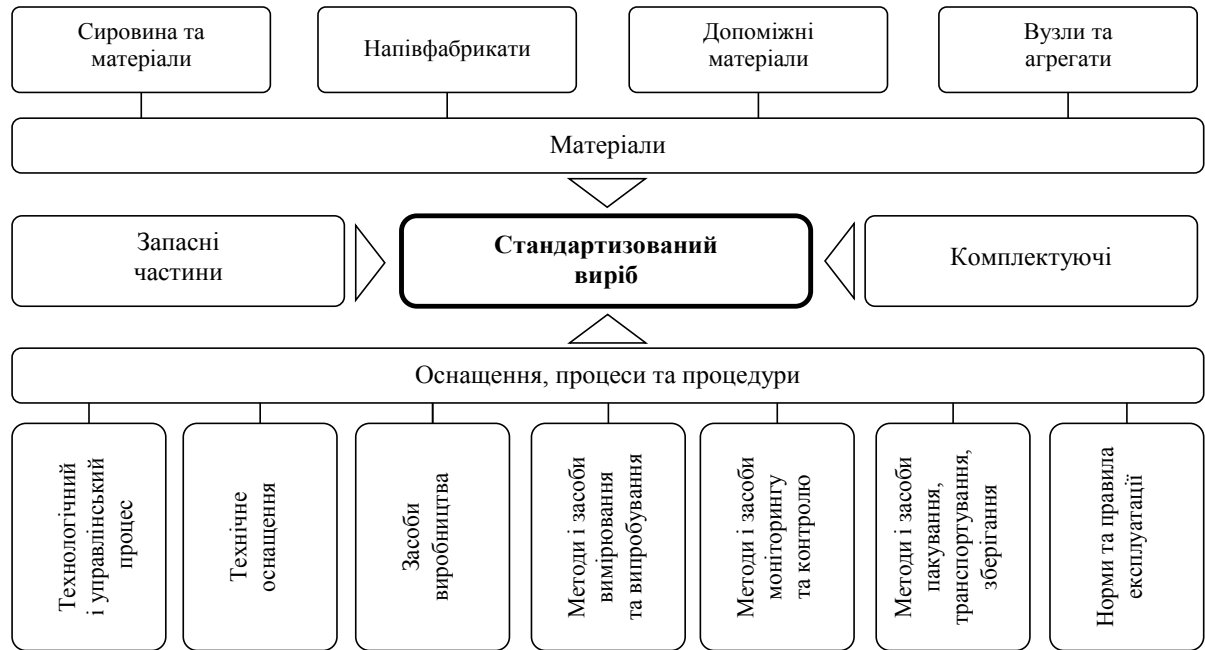 Сировина та
матеріали
Напівфабрикати
Допоміжні
матеріали
Вузли та
агрегати
Матеріали
Запасні
частини
Стандартизований
виріб
Комплектуючі
Оснащення, процеси та процедури
Технологічний
і управлінський
процес
Технічне
оснащення
Засоби
виробництва
Методи і засоби
вимірювання
та випробування
Методи і засоби
моніторингу
та контролю
Методи і засоби
пакування,
транспортування,
зберігання
Норми та правила
експлуатації